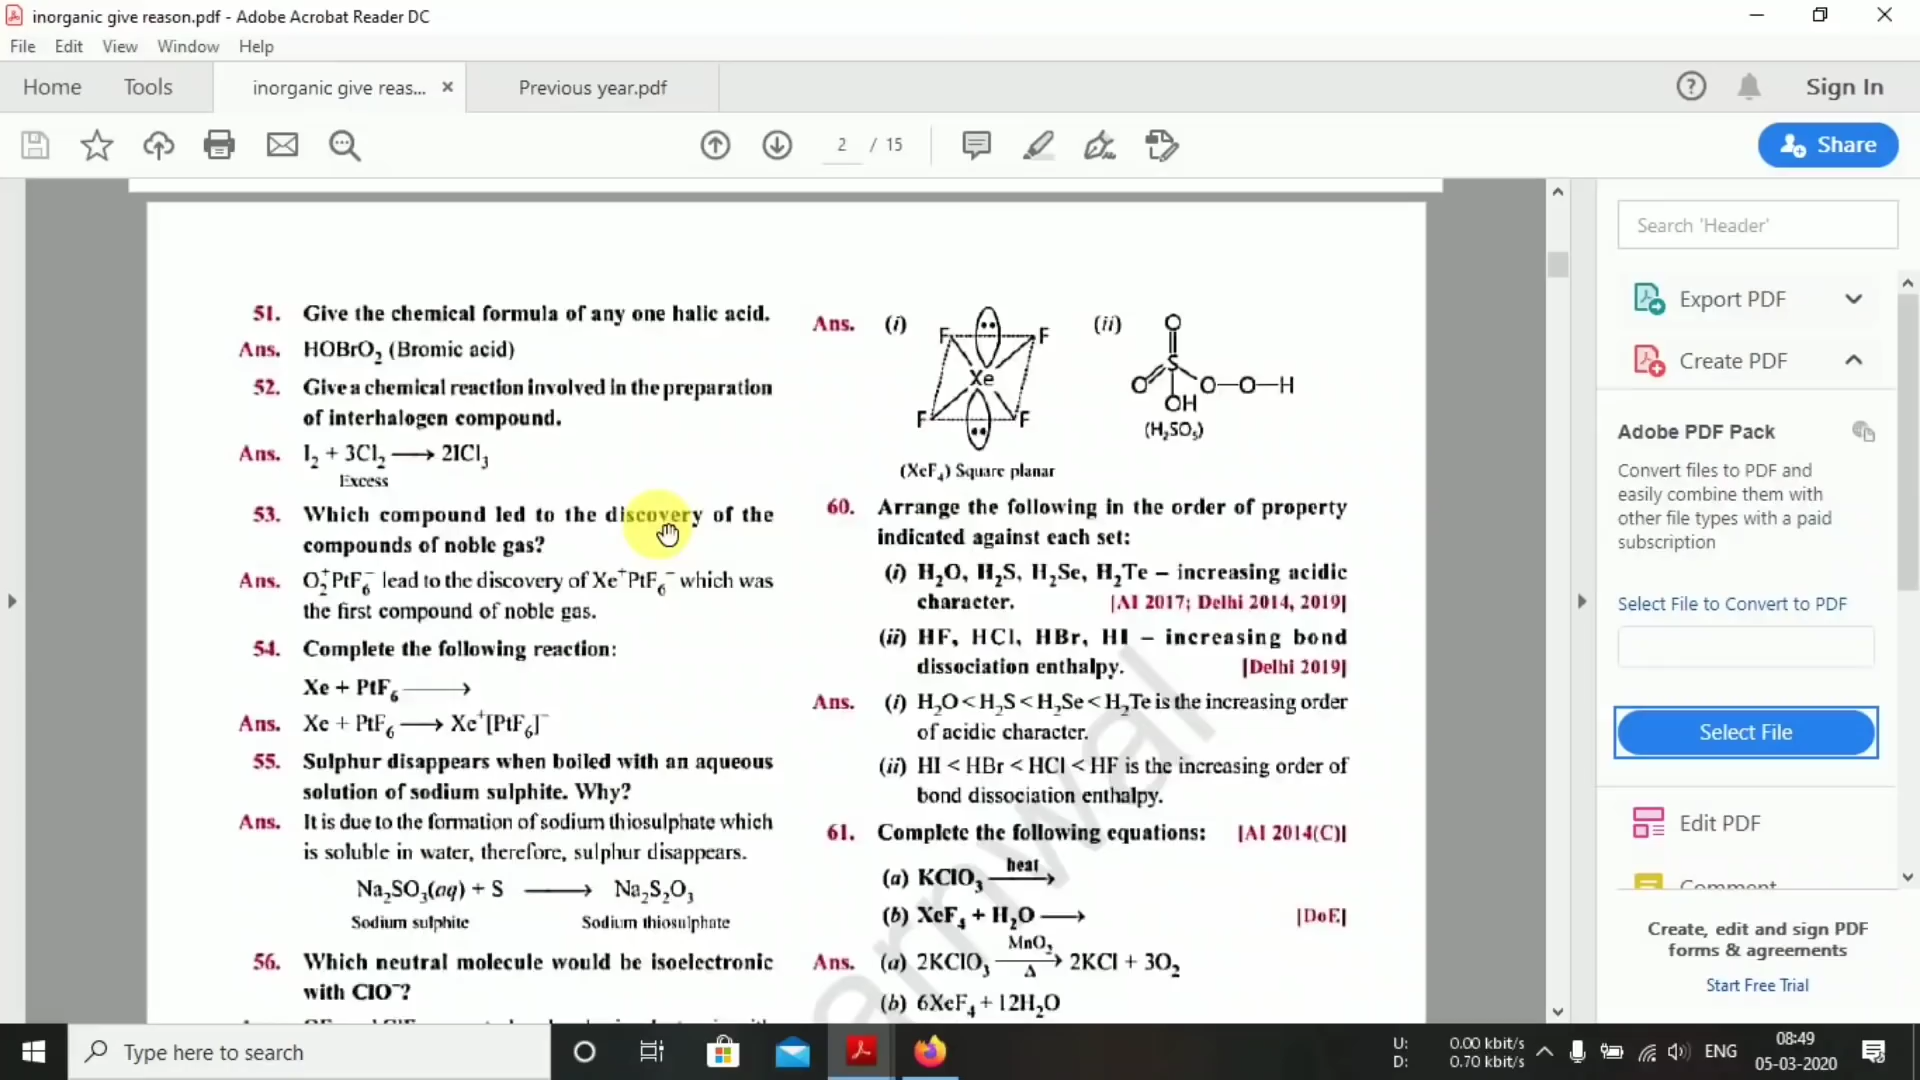 inorganic give reason.pdf - Adobe Acrobat Reader DC
File Edit View Window Help
Home Tools inorganic give reas... × Previous year.pdf Sign In
2 / 15 Share
51. Give the chemical formula of any one halic acid.
Ans. HOBrO₂ (Bromic acid)
52. Give a chemical reaction involved in the preparation
of interhalogen compound.
Ans. I₂ + 3Cl₂ ⟶ 2ICl₃
Excess
53. Which compound led to the discovery of the
compounds of noble gas?
Ans. O₂⁺PtF₆⁻ lead to the discovery of Xe⁺PtF₆⁻ which was
the first compound of noble gas.
54. Complete the following reaction:
Xe + PtF₆ ⟶
Ans. Xe + PtF₆ ⟶ Xe⁺[PtF₆]⁻
55. Sulphur disappears when boiled with an aqueous
solution of sodium sulphite. Why?
Ans. It is due to the formation of sodium thiosulphate which
is soluble in water, therefore, sulphur disappears.
Na₂SO₃(aq) + S ⟶ Na₂S₂O₃
Sodium sulphite Sodium thiosulphate
56. Which neutral molecule would be isoelectronic
with ClO⁻?
Ans. (i) (ii)
F F
Xe
F F
(XeF₄) Square planar
O
S
O O—O—H
OH
(H₂SO₅)
60. Arrange the following in the order of property
indicated against each set:
(i) H₂O, H₂S, H₂Se, H₂Te – increasing acidic
character. [AI 2017; Delhi 2014, 2019]
(ii) HF, HCl, HBr, HI – increasing bond
dissociation enthalpy. [Delhi 2019]
Ans. (i) H₂O < H₂S < H₂Se < H₂Te is the increasing order
of acidic character.
(ii) HI < HBr < HCl < HF is the increasing order of
bond dissociation enthalpy.
61. Complete the following equations: [AI 2014(C)]
heat
(a) KClO₃ ⟶
(b) XeF₄ + H₂O ⟶ [DoE]
MnO₂
Ans. (a) 2KClO₃ ⟶ 2KCl + 3O₂
Δ
(b) 6XeF₄ + 12H₂O
Search 'Header'
Export PDF
Create PDF
Adobe PDF Pack
Convert files to PDF and
easily combine them with
other file types with a paid
subscription
Select File to Convert to PDF
Select File
Edit PDF
Comment
Create, edit and sign PDF
forms & agreements
Start Free Trial
Type here to search
U: 0.00 kbit/s
D: 0.70 kbit/s
ENG
08:49
05-03-2020